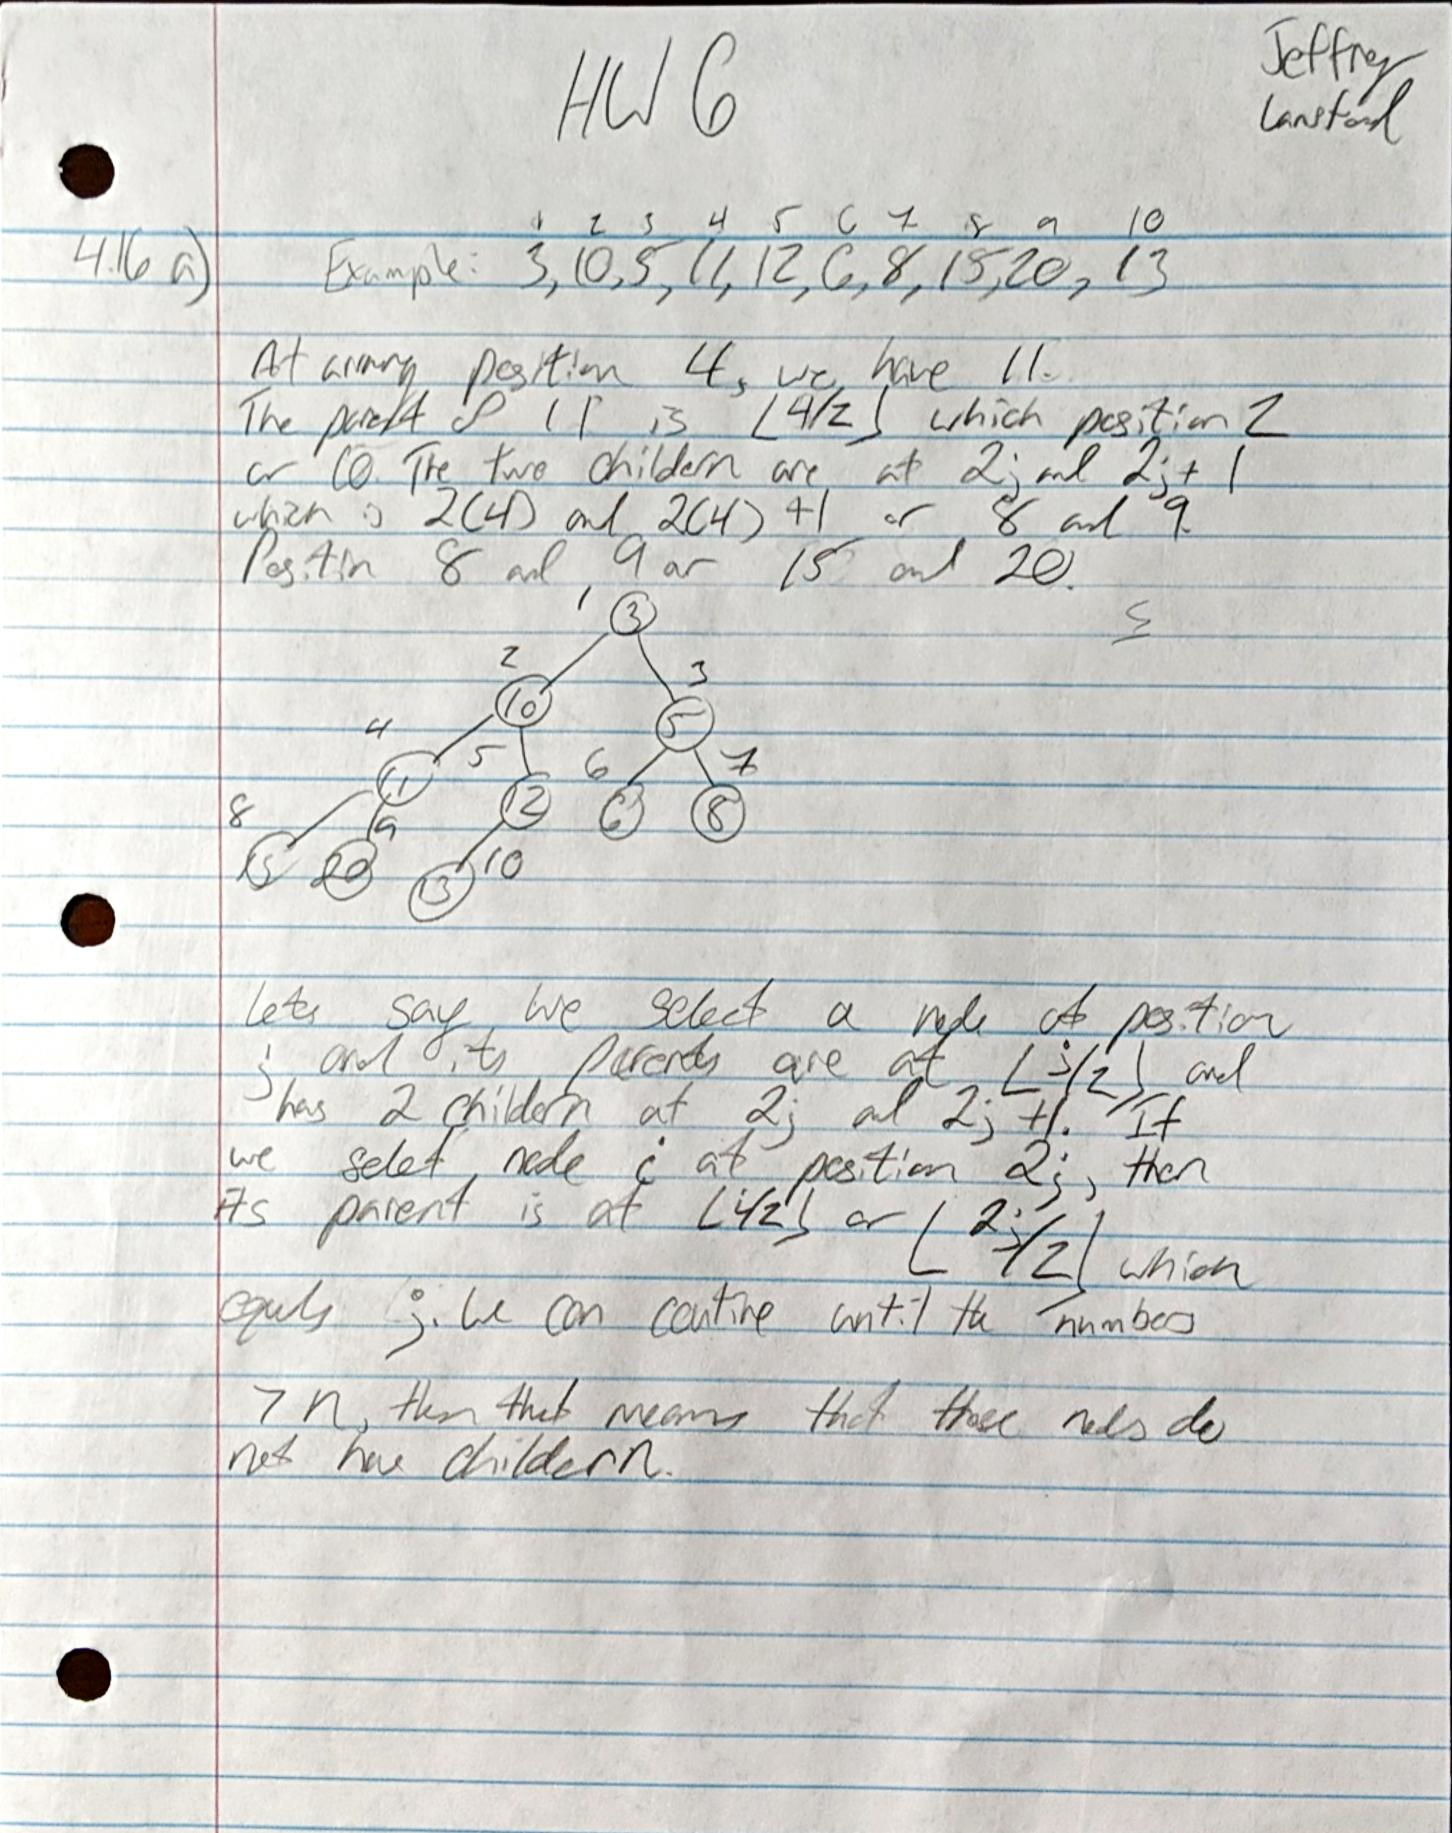 HW 6
Jeffrey
Lansford
1 2 3 4 5 6 7 8 9 10
4.16 a) Example: 3, 10, 5, 11, 12, 6, 8, 15, 20, 13
At array position 4, we have 11.
The parent of 11 is ⌊4/2⌋ which position 2
or 10. The two childern are at 2j and 2j+1
which is 2(4) and 2(4)+1 or 8 and 9.
Position 8 and 9 are 15 and 20.
1 3
2 3
10 5
4 5 6 7
11 12 6 8
8 9 10
15 20 13
Lets say we select a node at position
j and its parents are at ⌊j/2⌋ and
has 2 childern at 2j and 2j+1. If
we select node i at position 2j, then
its parent is at ⌊i/2⌋ or ⌊2j/2⌋ which
equals j. We can continue until the numbers
> n, then that means that those nodes do
not have childern.